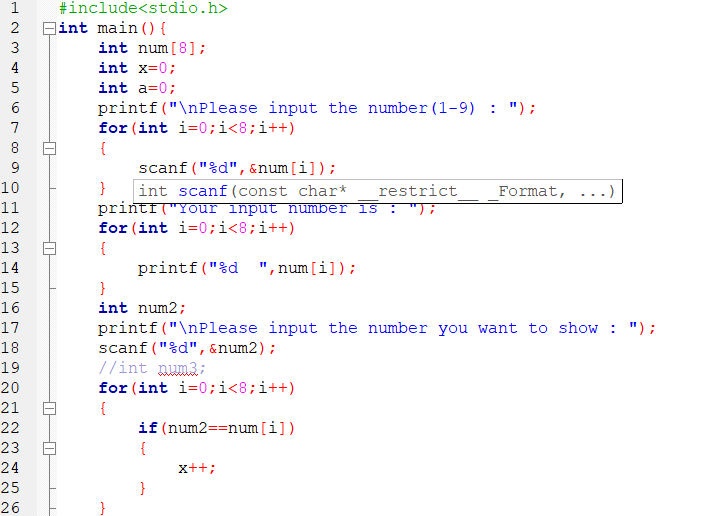 1 #include<stdio.h>
2 int main(){
3 int num[8];
4 int x=0;
5 int a=0;
6 printf("\nPlease input the number(1-9) : ");
7 for(int i=0;i<8;i++)
8 {
9 scanf("%d",&num[i]);
10 } int scanf(const char* __restrict__ _Format, ...)
11 printf("Your input number is : ");
12 for(int i=0;i<8;i++)
13 {
14 printf("%d  ",num[i]);
15 }
16 int num2;
17 printf("\nPlease input the number you want to show : ");
18 scanf("%d",&num2);
19 //int num3;
20 for(int i=0;i<8;i++)
21 {
22 if(num2==num[i])
23 {
24 x++;
25 }
26 }